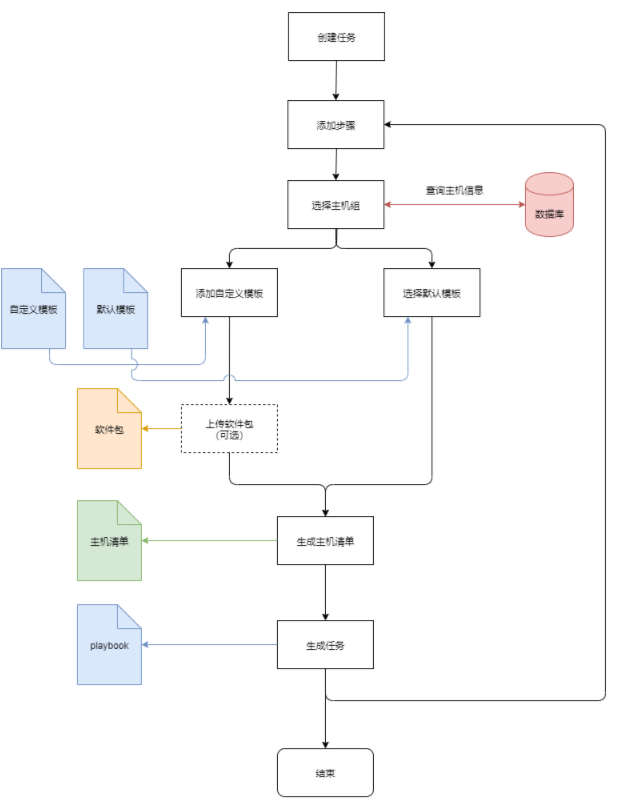 创建任务
添加步骤
选择主机组
查询主机信息
数据库
自定义模板
默认模板
添加自定义模板
选择默认模板
软件包
上传软件包
(可选)
主机清单
生成主机清单
playbook
生成任务
结束